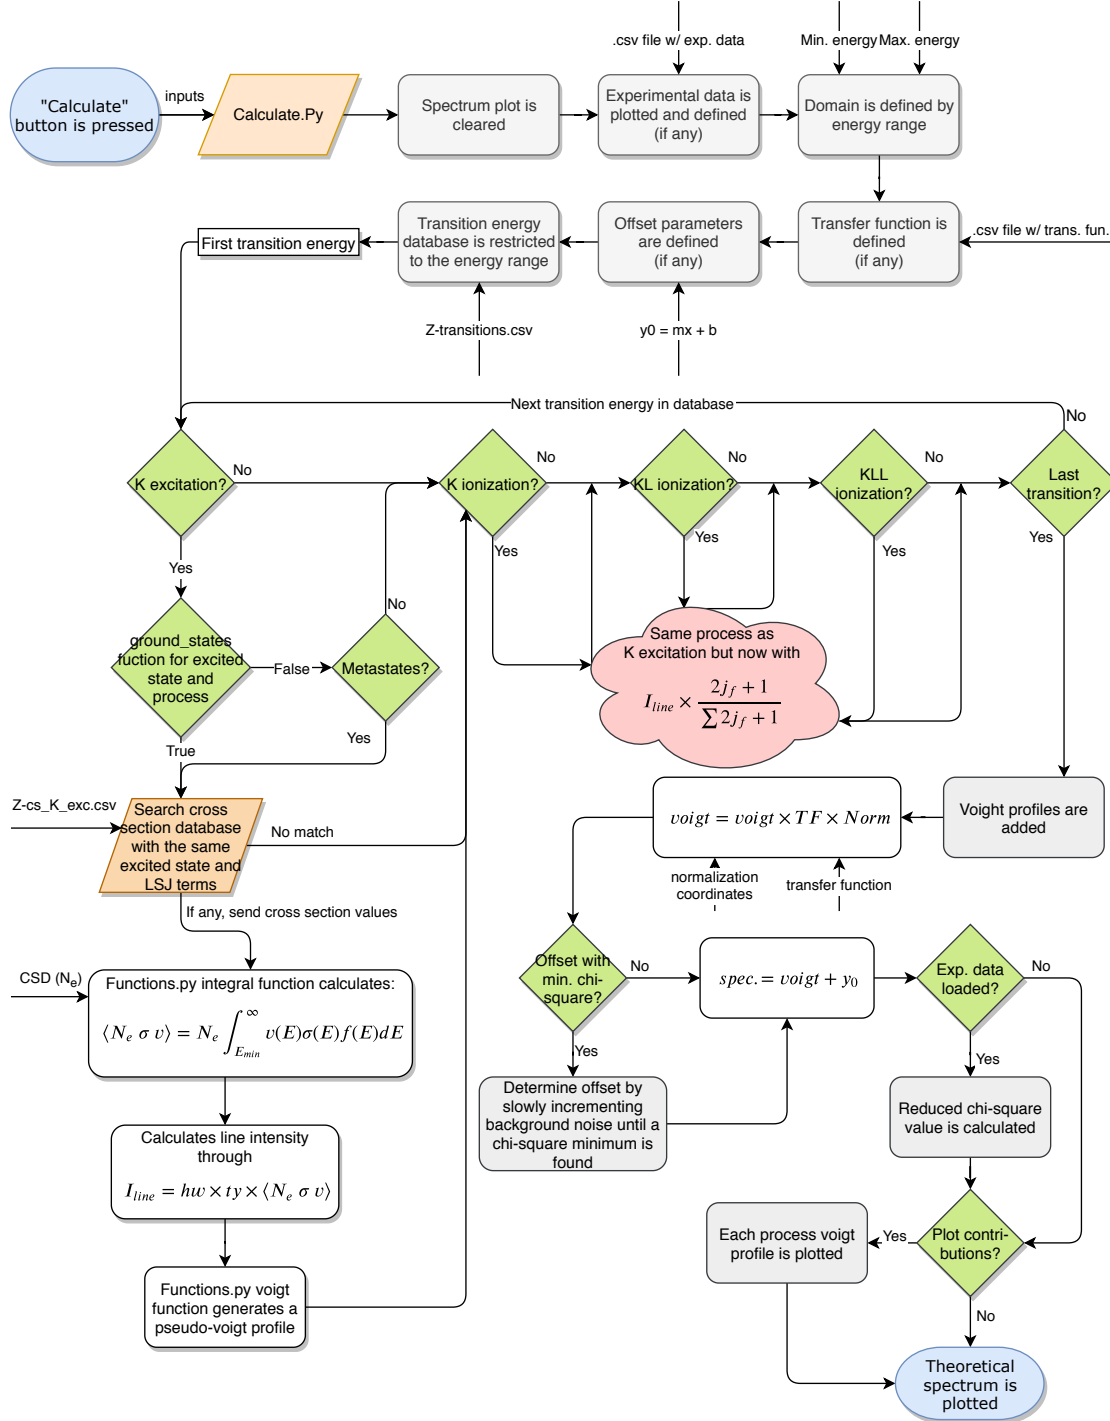 .csv file w/ exp. data
Min. energy
Max. energy
"Calculate"
button is pressed
inputs
Calculate.Py
Spectrum plot is
cleared
Experimental data is
plotted and defined
(if any)
Domain is defined by
energy range
First transition energy
Transition energy
database is restricted
to the energy range
Offset parameters
are defined
(if any)
Transfer function is
defined
(if any)
.csv file w/ trans. fun.
Z-transitions.csv
y0 = mx + b
Next transition energy in database
No
K excitation?
No
K ionization?
No
KL ionization?
No
KLL
ionization?
No
Last
transition?
Yes
Yes
Yes
Yes
Yes
ground_states
fuction for excited
state and
process
False
No
Metastates?
Yes
True
Same process as
K excitation but now with
I_{line} × \frac{2j_f + 1}{\sum 2j_f + 1}
Z-cs_K_exc.csv
Search cross
section database
with the same
excited state and
LSJ terms
No match
voigt = voigt × TF × Norm
Voight profiles are
added
normalization
coordinates
transfer function
If any, send cross section values
CSD (N_e)
Functions.py integral function calculates:
⟨N_e σ v⟩ = N_e ∫_{E_{min}}^{∞} v(E)σ(E)f(E)dE
Offset with
min. chi-
square?
No
spec. = voigt + y_0
Exp. data
loaded?
No
Yes
Yes
Determine offset by
slowly incrementing
background noise until a
chi-square minimum is
found
Reduced chi-square
value is calculated
Calculates line intensity
through
I_{line} = hw × ty × ⟨N_e σ v⟩
Each process voigt
profile is plotted
Yes
Plot contri-
butions?
Functions.py voigt
function generates a
pseudo-voigt profile
No
Theoretical
spectrum is
plotted